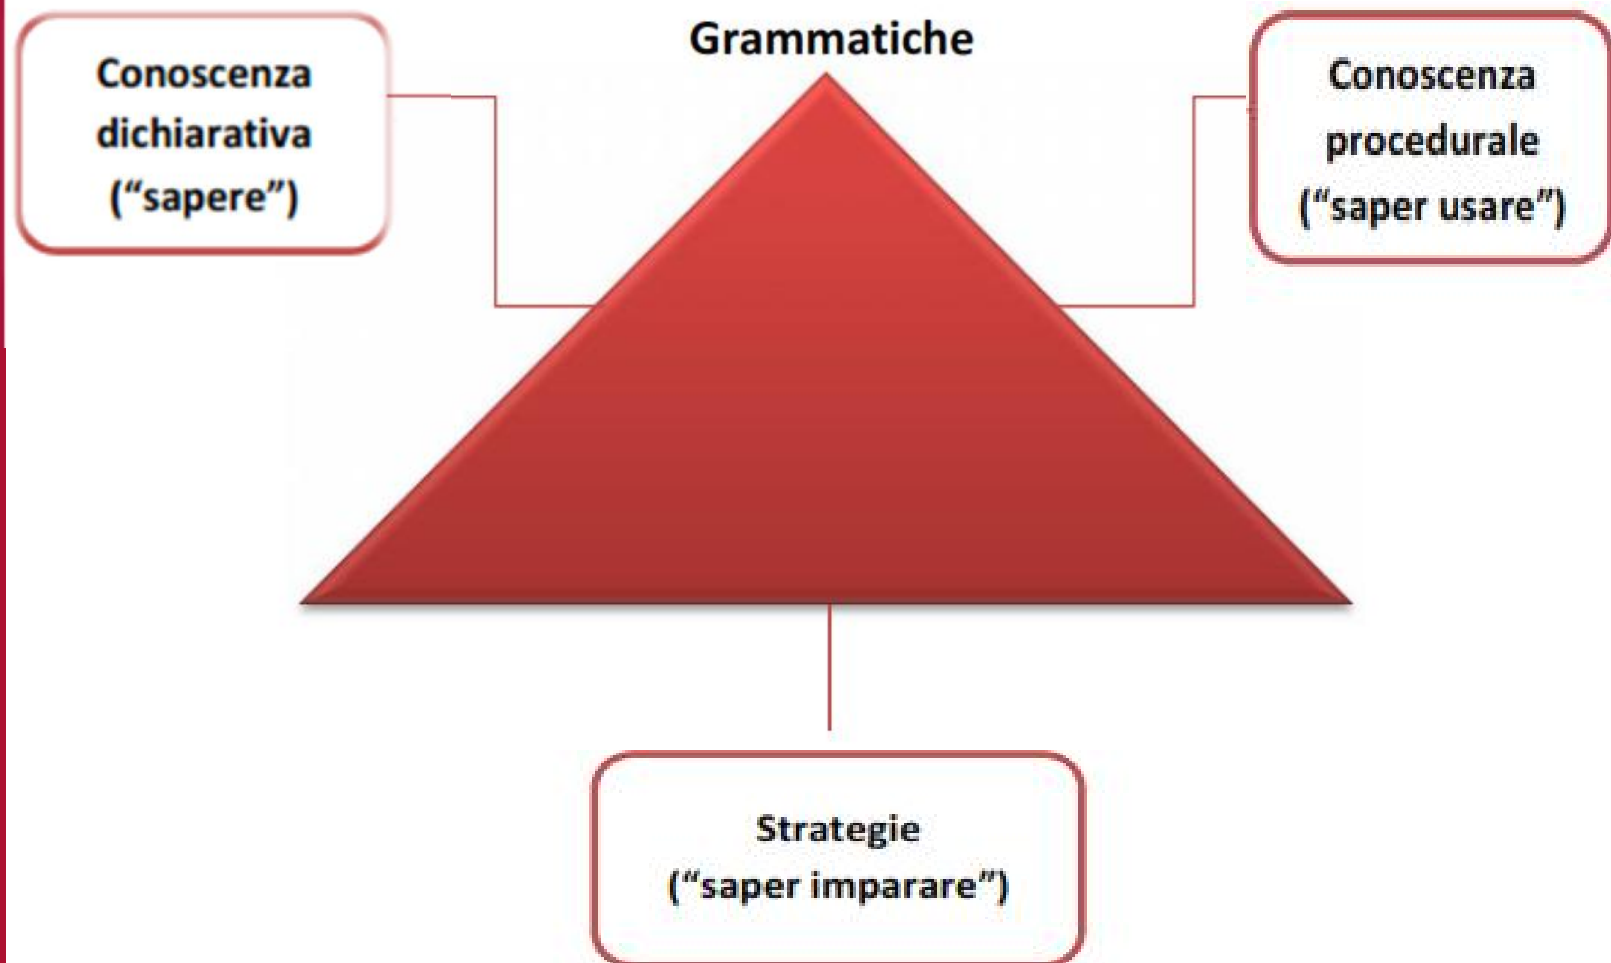 Grammatiche
Conoscenza
dichiarativa
(“sapere”)
Conoscenza
procedurale
(“saper usare”)
Strategie
(“saper imparare”)